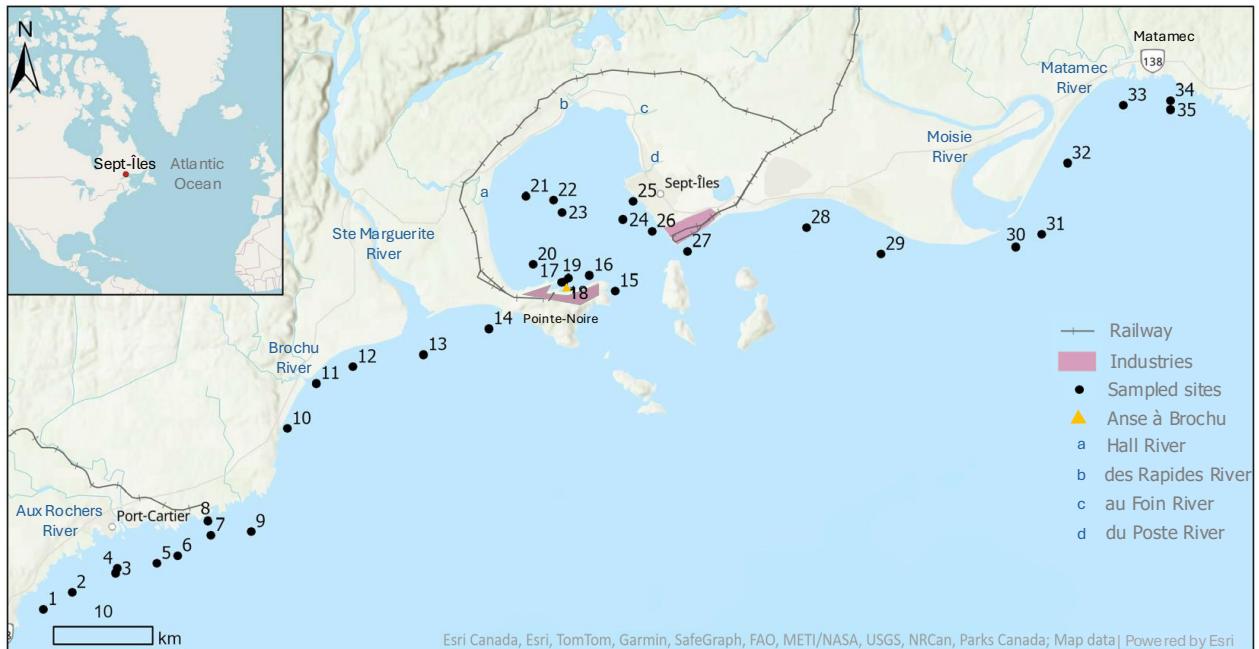 N
Sept-Îles
Atlantic
Ocean
Matamec
138
Matamec
River
Moisie
River
b
c
d
a
Sept-Îles
Ste Marguerite
River
Brochu
River
Pointe-Noire
Aux Rochers
River
Port-Cartier
33
34
35
32
31
30
29
28
27
26
25
24
23
22
21
20
19
18
17
16
15
14
13
12
11
10
9
8
7
6
5
4
3
2
1
Railway
Industries
Sampled sites
Anse à Brochu
a Hall River
b des Rapides River
c au Foin River
d du Poste River
10
km
Esri Canada, Esri, TomTom, Garmin, SafeGraph, FAO, METI/NASA, USGS, NRCan, Parks Canada; Map data | Powered by Esri